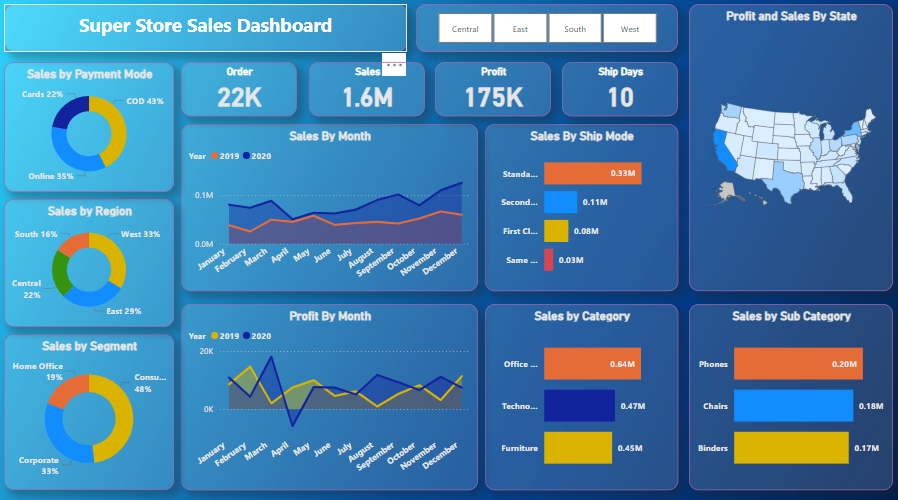 Super Store Sales Dashboard
Central
East
South
West
Profit and Sales By State
Sales by Payment Mode
Cards 22%
COD 43%
Online 35%
Order
22K
Sales
1.6M
Profit
175K
Ship Days
10
Sales By Month
Year 2019 2020
0.1M
0.0M
January
February
March
April
May
June
July
August
September
October
November
December
Sales By Ship Mode
Standa... 0.33M
Second... 0.11M
First Cl... 0.08M
Same ... 0.03M
Sales by Region
South 16%
West 33%
Central
22%
East 29%
Profit By Month
Year 2019 2020
20K
0K
January
February
March
April
May
June
July
August
September
October
November
December
Sales by Category
Office ... 0.64M
Techno... 0.47M
Furniture 0.45M
Sales by Sub Category
Phones 0.20M
Chairs 0.18M
Binders 0.17M
Sales by Segment
Home Office
19%
Consu...
48%
Corporate
33%